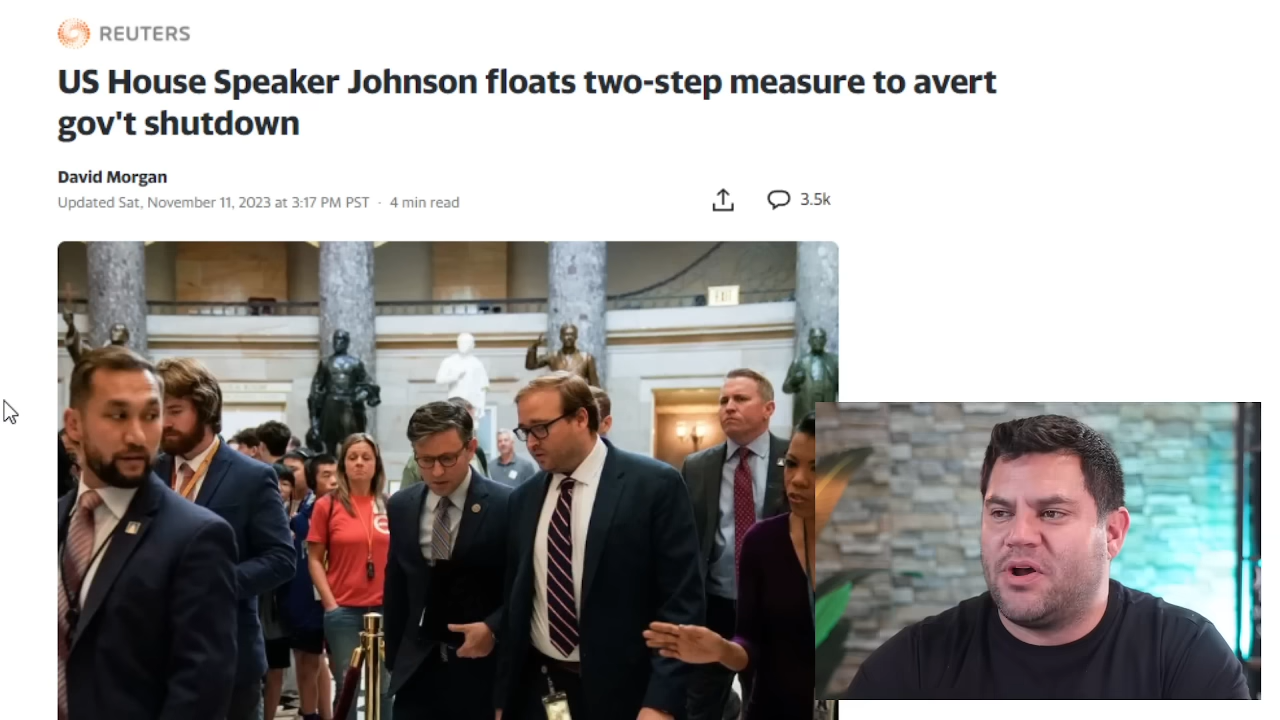 REUTERS
US House Speaker Johnson floats two-step measure to avert
gov't shutdown
David Morgan
Updated Sat, November 11, 2023 at 3:17 PM PST · 4 min read
3.5k
EXIT